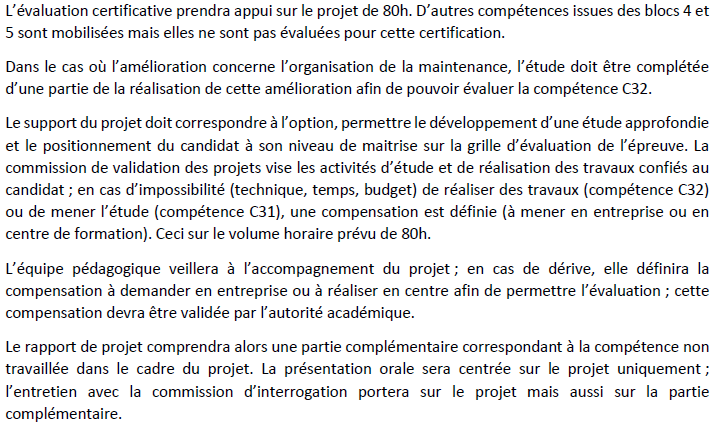 L’évaluation certificative prendra appui sur le projet de 80h. D’autres compétences issues des blocs 4 et
5 sont mobilisées mais elles ne sont pas évaluées pour cette certification.
Dans le cas où l’amélioration concerne l’organisation de la maintenance, l’étude doit être complétée
d’une partie de la réalisation de cette amélioration afin de pouvoir évaluer la compétence C32.
Le support du projet doit correspondre à l’option, permettre le développement d’une étude approfondie
et le positionnement du candidat à son niveau de maitrise sur la grille d’évaluation de l’épreuve. La
commission de validation des projets vise les activités d’étude et de réalisation des travaux confiés au
candidat ; en cas d’impossibilité (technique, temps, budget) de réaliser des travaux (compétence C32)
ou de mener l’étude (compétence C31), une compensation est définie (à mener en entreprise ou en
centre de formation). Ceci sur le volume horaire prévu de 80h.
L’équipe pédagogique veillera à l’accompagnement du projet ; en cas de dérive, elle définira la
compensation à demander en entreprise ou à réaliser en centre afin de permettre l’évaluation ; cette
compensation devra être validée par l’autorité académique.
Le rapport de projet comprendra alors une partie complémentaire correspondant à la compétence non
travaillée dans le cadre du projet. La présentation orale sera centrée sur le projet uniquement ;
l’entretien avec la commission d’interrogation portera sur le projet mais aussi sur la partie
complémentaire.